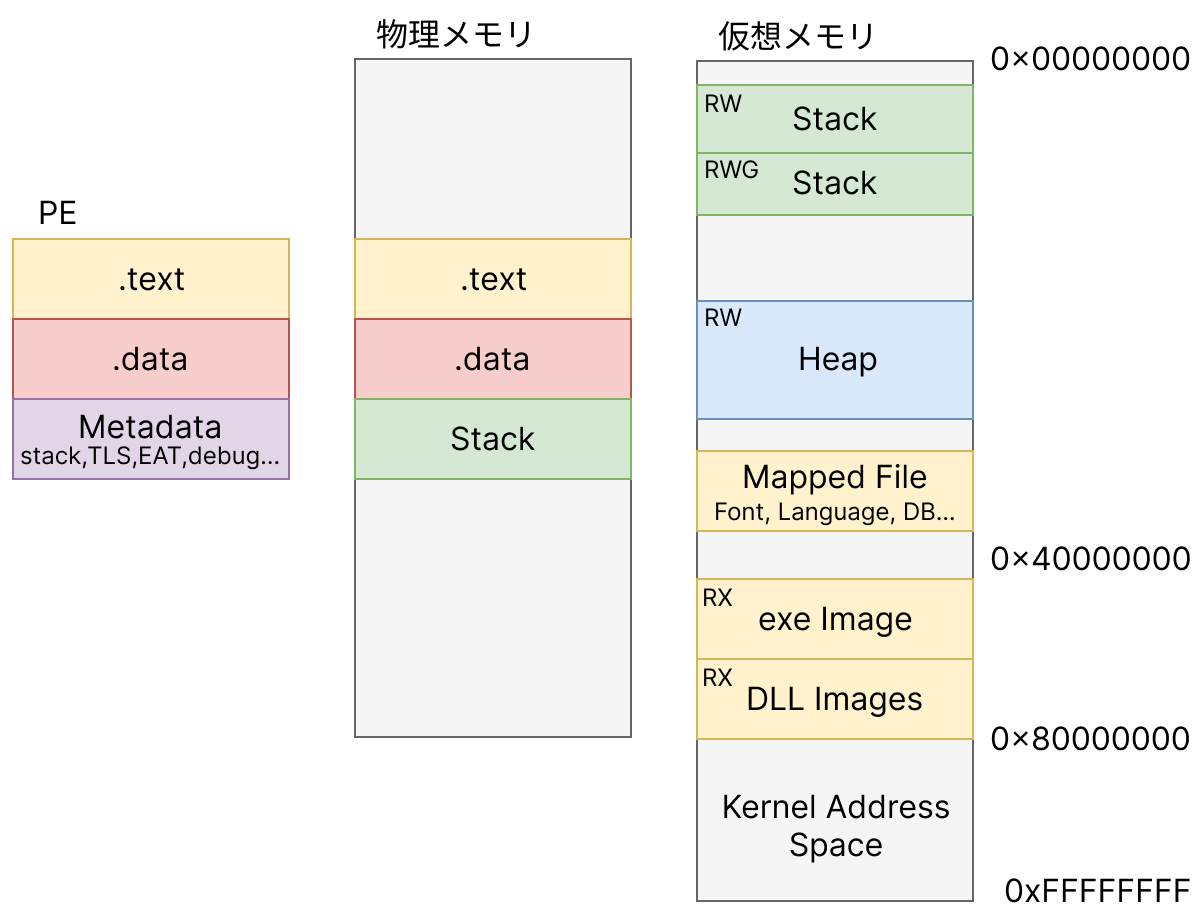 PE
.text
.data
Metadata
stack,TLS,EAT,debug...
物理メモリ
.text
.data
Stack
仮想メモリ
0×00000000
RW
Stack
RWG
Stack
RW
Heap
Mapped File
Font, Language, DB...
0×40000000
RX
exe Image
RX
DLL Images
0×80000000
Kernel Address
Space
0xFFFFFFFF